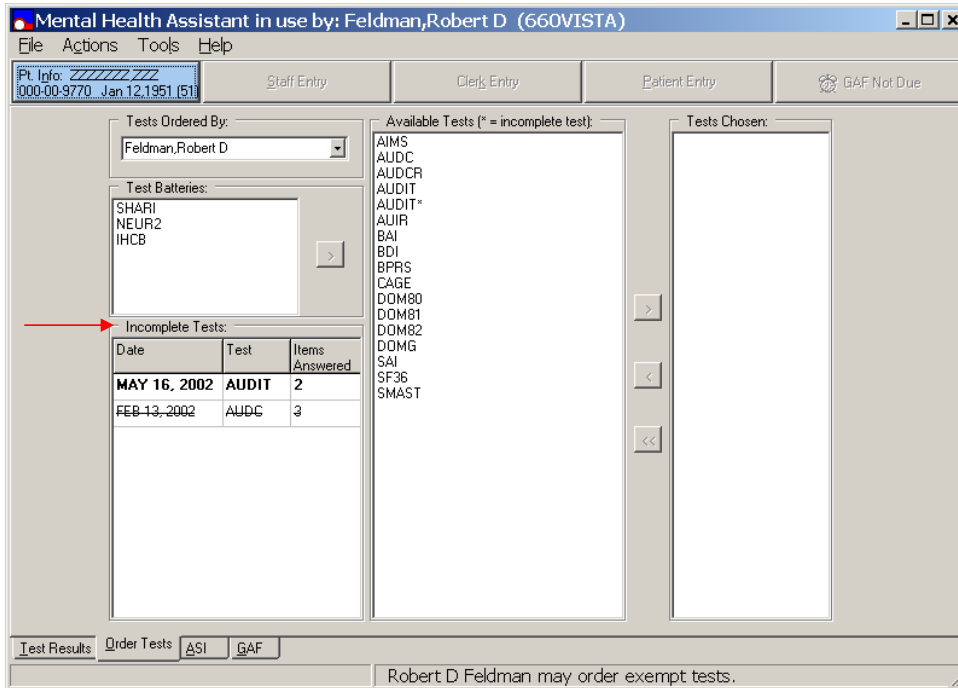 Mental Health Assistant in use by: Feldman,Robert D (660VISTA)
File Actions Tools Help
Pt. Info: ZZZZZZZ,ZZZ
000-00-9770 Jan 12,1951 (51)
Staff Entry
Clerk Entry
Patient Entry
GAF Not Due
Tests Ordered By:
Feldman,Robert D
Test Batteries:
SHARI
NEUR2
IHCB
>
Incomplete Tests:
Date Test Items Answered
MAY 16, 2002 AUDIT 2
FEB 13, 2002 AUDC 3
Available Tests (* = incomplete test):
AIMS
AUDC
AUDCR
AUDIT
AUDIT*
AUIR
BAI
BDI
BPRS
CAGE
DOM80
DOM81
DOM82
DOMG
SAI
SF36
SMAST
>
<
<<
Tests Chosen:
Test Results Order Tests ASI GAF
Robert D Feldman may order exempt tests.